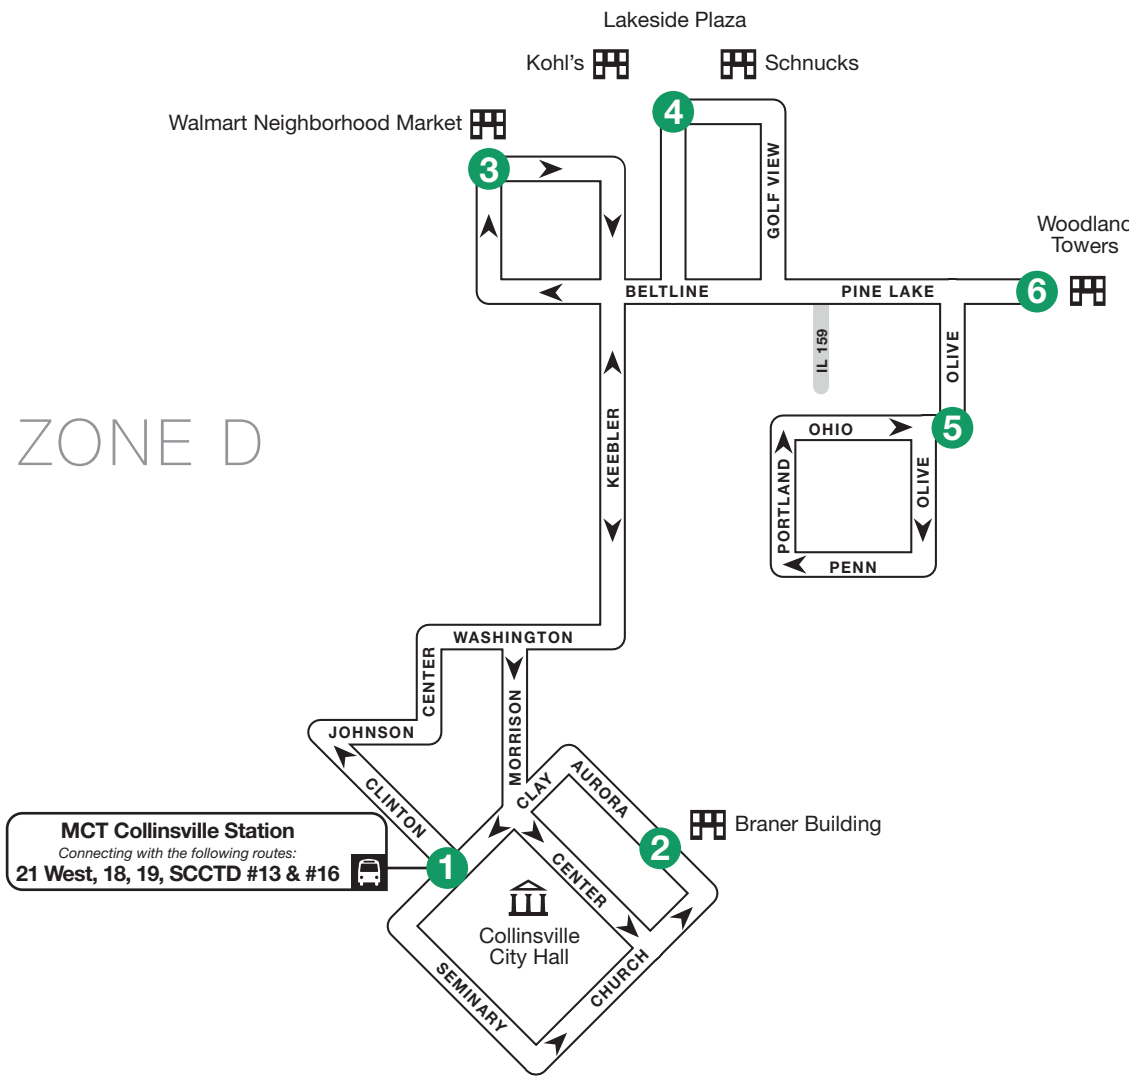 Lakeside Plaza
Kohl's
Schnucks
4
Walmart Neighborhood Market
3
GOLF VIEW
Woodland
Towers
BELTLINE
PINE LAKE
6
IL 159
OLIVE
ZONE D
KEEBLER
OHIO
5
PORTLAND
OLIVE
PENN
WASHINGTON
CENTER
JOHNSON
MORRISON
CLINTON
CLAY
AURORA
MCT Collinsville Station
Connecting with the following routes:
21 West, 18, 19, SCCTD #13 & #16
1
2
Braner Building
CENTER
Collinsville
City Hall
SEMINARY
CHURCH